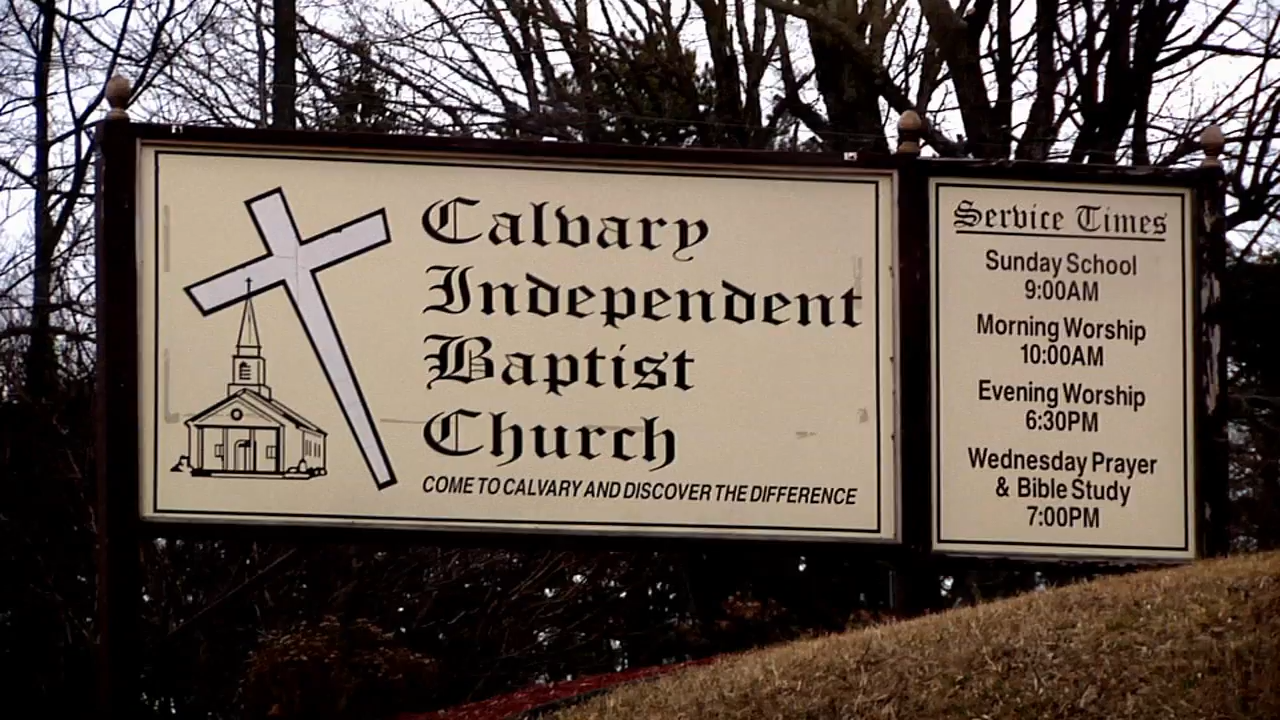 Calvary
Independent
Baptist
Church
COME TO CALVARY AND DISCOVER THE DIFFERENCE
Service Times
Sunday School
9:00AM
Morning Worship
10:00AM
Evening Worship
6:30PM
Wednesday Prayer
& Bible Study
7:00PM